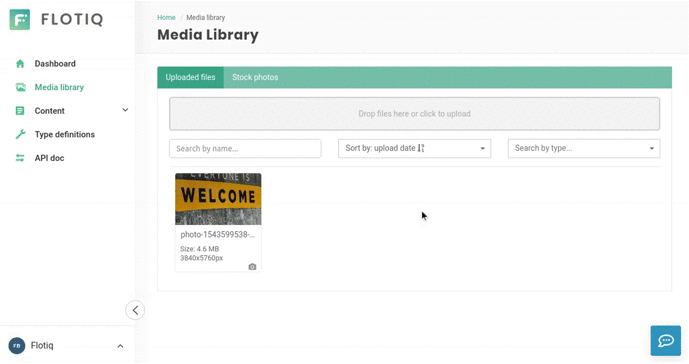 FLOTIQ
Home / Media library
Media Library
Dashboard
Media library
Content
Type definitions
API doc
Uploaded files
Stock photos
Drop files here or click to upload
Search by name...
Sort by: upload date
Search by type...
EVERYONE IS
WELCOME
photo-1543599538-...
Size: 4.6 MB
3840x5760px
FB
Flotiq